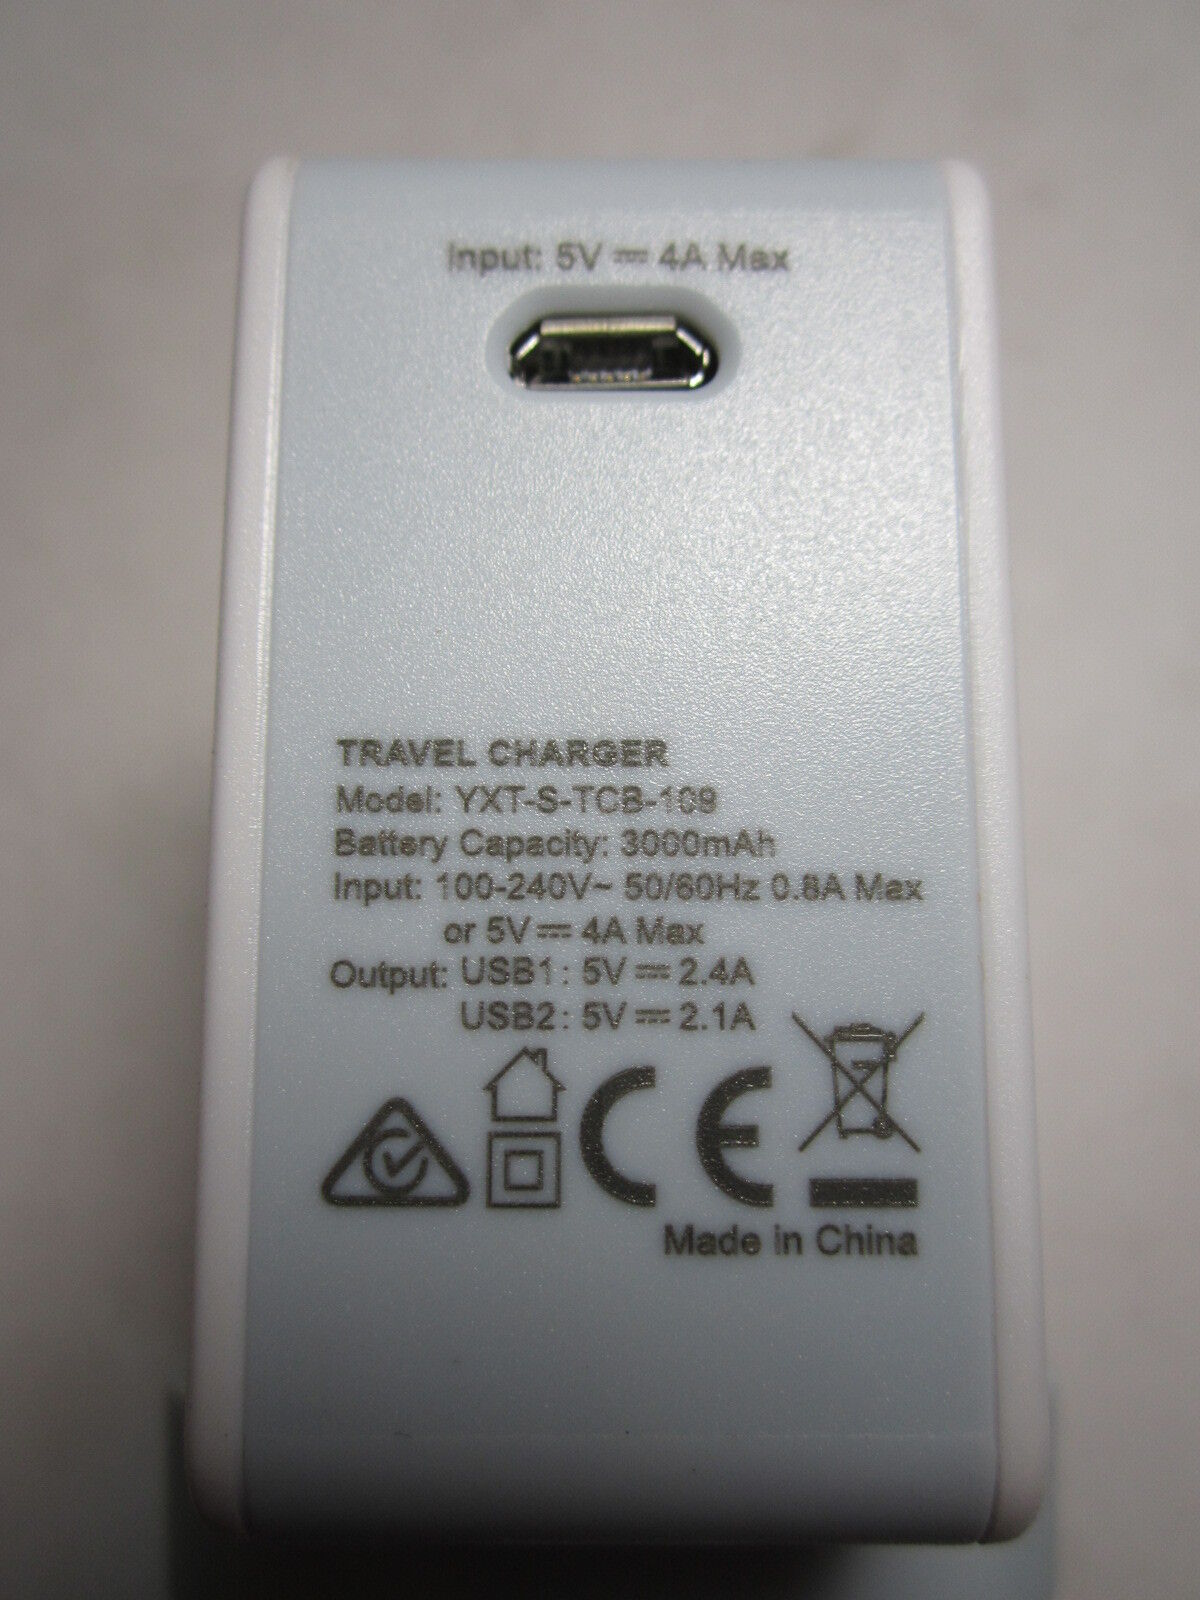 Input: 5V ⎓ 4A Max
TRAVEL CHARGER
Model: YXT-S-TCB-109
Battery Capacity: 3000mAh
Input: 100-240V~ 50/60Hz 0.8A Max
or 5V ⎓ 4A Max
Output: USB1: 5V ⎓ 2.4A
USB2: 5V ⎓ 2.1A
CE
Made in China